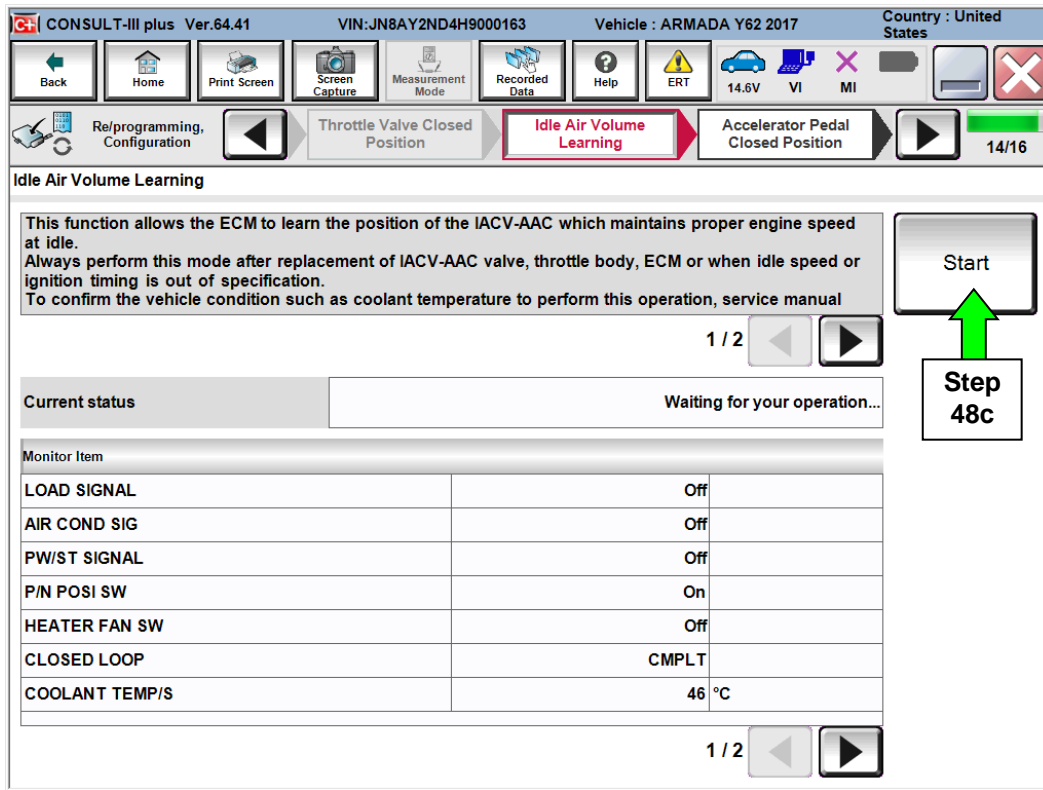 C+ CONSULT-III plus Ver.64.41 VIN:JN8AY2ND4H9000163 Vehicle : ARMADA Y62 2017 Country : United
States
Back Home Print Screen Screen
Capture Measurement
Mode Recorded
Data Help ERT 14.6V VI MI
Re/programming,
Configuration
Throttle Valve Closed
Position
Idle Air Volume
Learning
Accelerator Pedal
Closed Position
14/16
Idle Air Volume Learning
This function allows the ECM to learn the position of the IACV-AAC which maintains proper engine speed
at idle.
Always perform this mode after replacement of IACV-AAC valve, throttle body, ECM or when idle speed or
ignition timing is out of specification.
To confirm the vehicle condition such as coolant temperature to perform this operation, service manual
Start
1 / 2
Step
48c
Current status Waiting for your operation...
Monitor Item
LOAD SIGNAL Off
AIR COND SIG Off
PW/ST SIGNAL Off
P/N POSI SW On
HEATER FAN SW Off
CLOSED LOOP CMPLT
COOLANT TEMP/S 46 °C
1 / 2